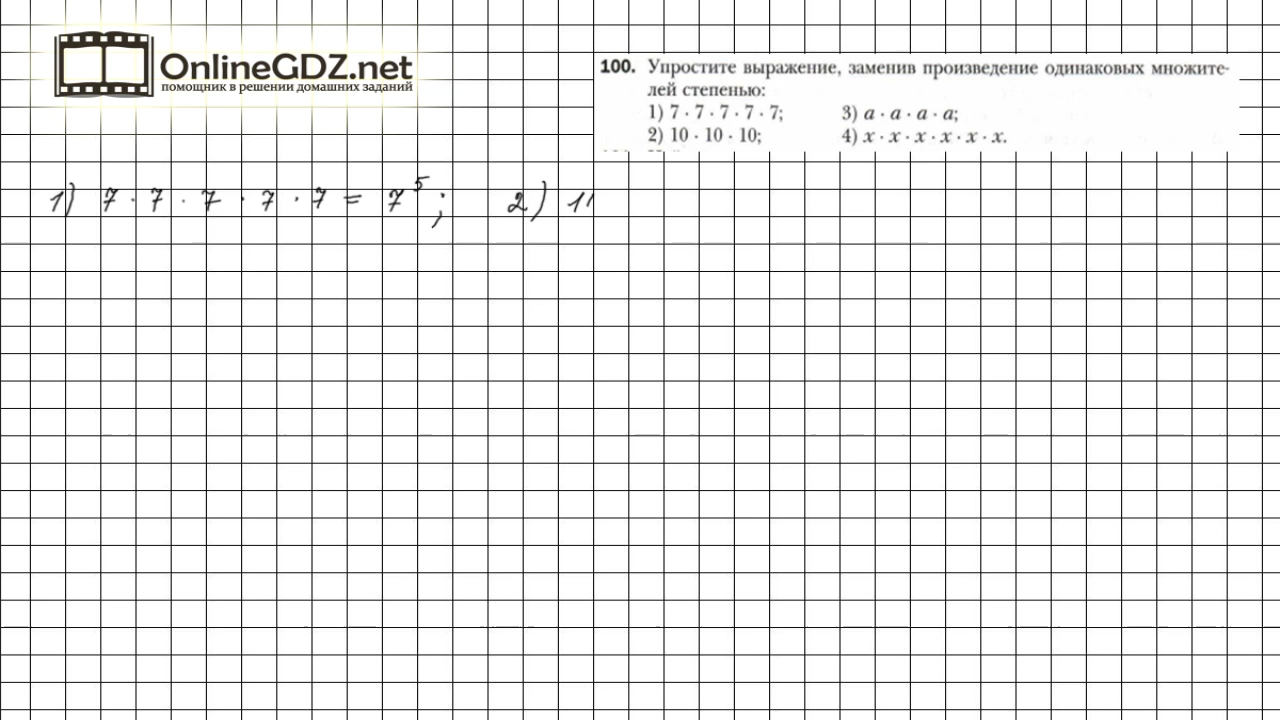 OnlineGDZ.net
помощник в решении домашних заданий
100. Упростите выражение, заменив произведение одинаковых множите-
лей степенью:
1) 7 · 7 · 7 · 7 · 7; 3) a · a · a · a;
2) 10 · 10 · 10; 4) x · x · x · x · x · x.
1) 7 · 7 · 7 · 7 · 7 = 7⁵; 2)